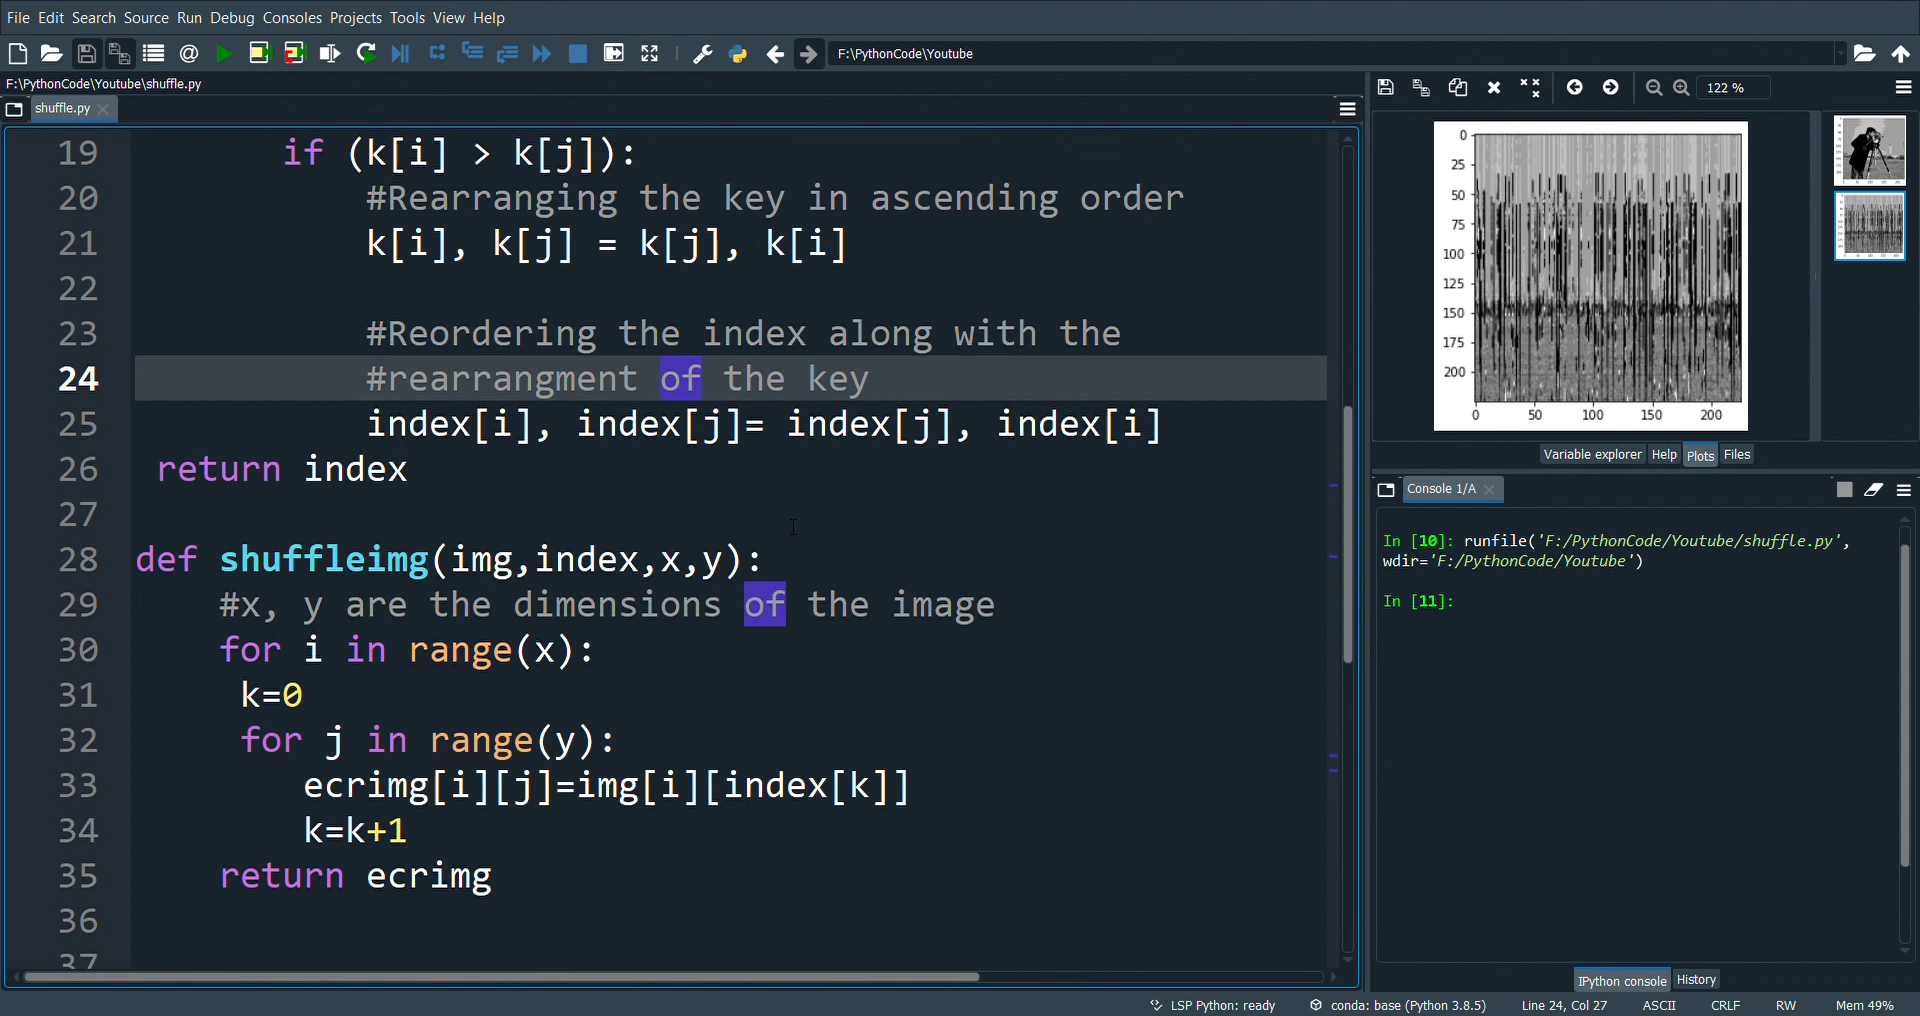 File Edit Search Source Run Debug Consoles Projects Tools View Help
F:\PythonCode\Youtube
F:\PythonCode\Youtube\shuffle.py
shuffle.py
19 if (k[i] > k[j]):
20 #Rearranging the key in ascending order
21 k[i], k[j] = k[j], k[i]
22
23 #Reordering the index along with the
24 #rearrangment of the key
25 index[i], index[j]= index[j], index[i]
26 return index
27
28 def shuffleimg(img,index,x,y):
29 #x, y are the dimensions of the image
30 for i in range(x):
31 k=0
32 for j in range(y):
33 ecrimg[i][j]=img[i][index[k]]
34 k=k+1
35 return ecrimg
36
37
122 %
0
25
50
75
100
125
150
175
200
0 50 100 150 200
Variable explorer Help Plots Files
Console 1/A
In [10]: runfile('F:/PythonCode/Youtube/shuffle.py',
wdir='F:/PythonCode/Youtube')
In [11]:
IPython console History
LSP Python: ready conda: base (Python 3.8.5) Line 24, Col 27 ASCII CRLF RW Mem 49%